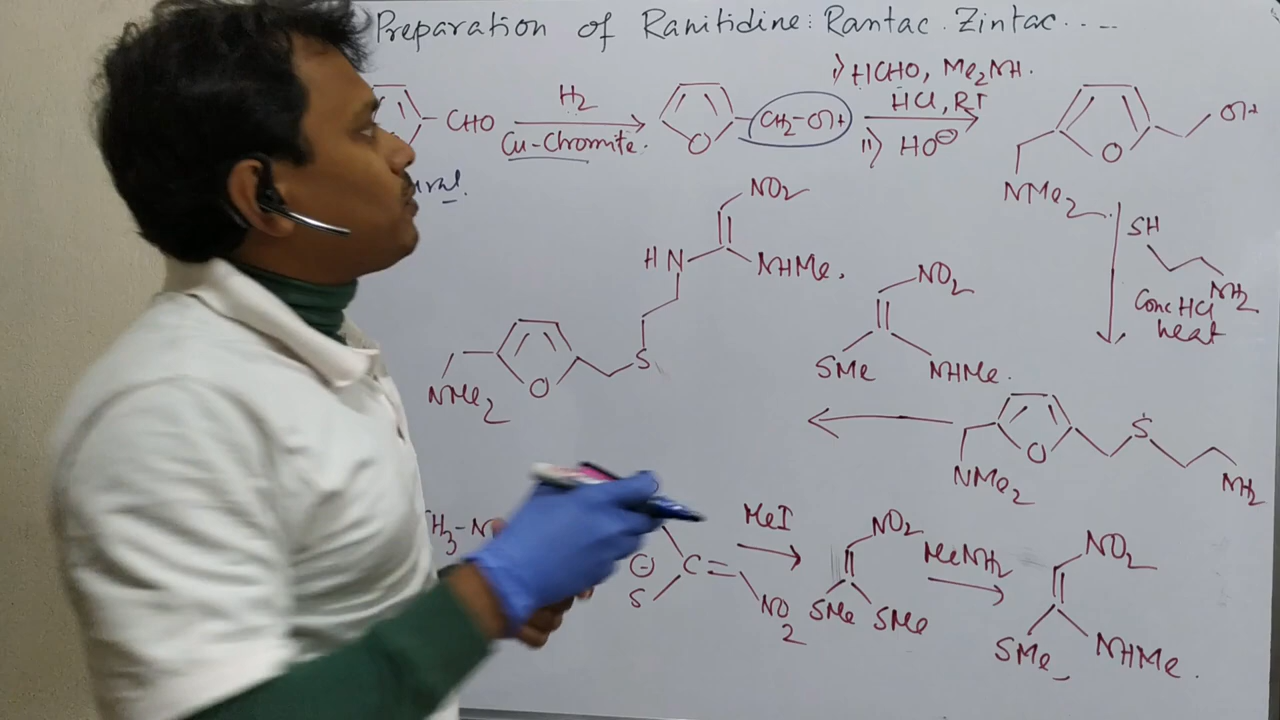 Preparation of Ranitidine: Rantac. Zintac....
CHO
H2
Cu-Chromite.
O
CH2-OH
i) HCHO, Me2NH.
HCl, RT
ii) HO⊖
O
OH
NMe2
SH
NH2
Conc HCl
heat
NO2
HN
NHMe.
S
O
NMe2
NO2
SMe
NHMe.
O
S
NMe2
NH2
⊖
S
C=
NO2
MeI
NO2
SMe
SMe
MeNH2
NO2
SMe
NHMe.